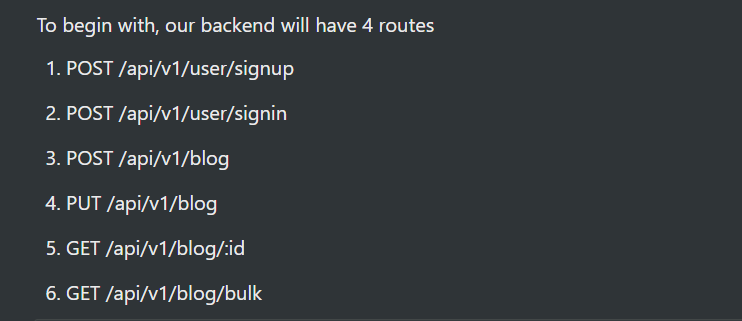 To begin with, our backend will have 4 routes
1. POST /api/v1/user/signup
2. POST /api/v1/user/signin
3. POST /api/v1/blog
4. PUT /api/v1/blog
5. GET /api/v1/blog/:id
6. GET /api/v1/blog/bulk